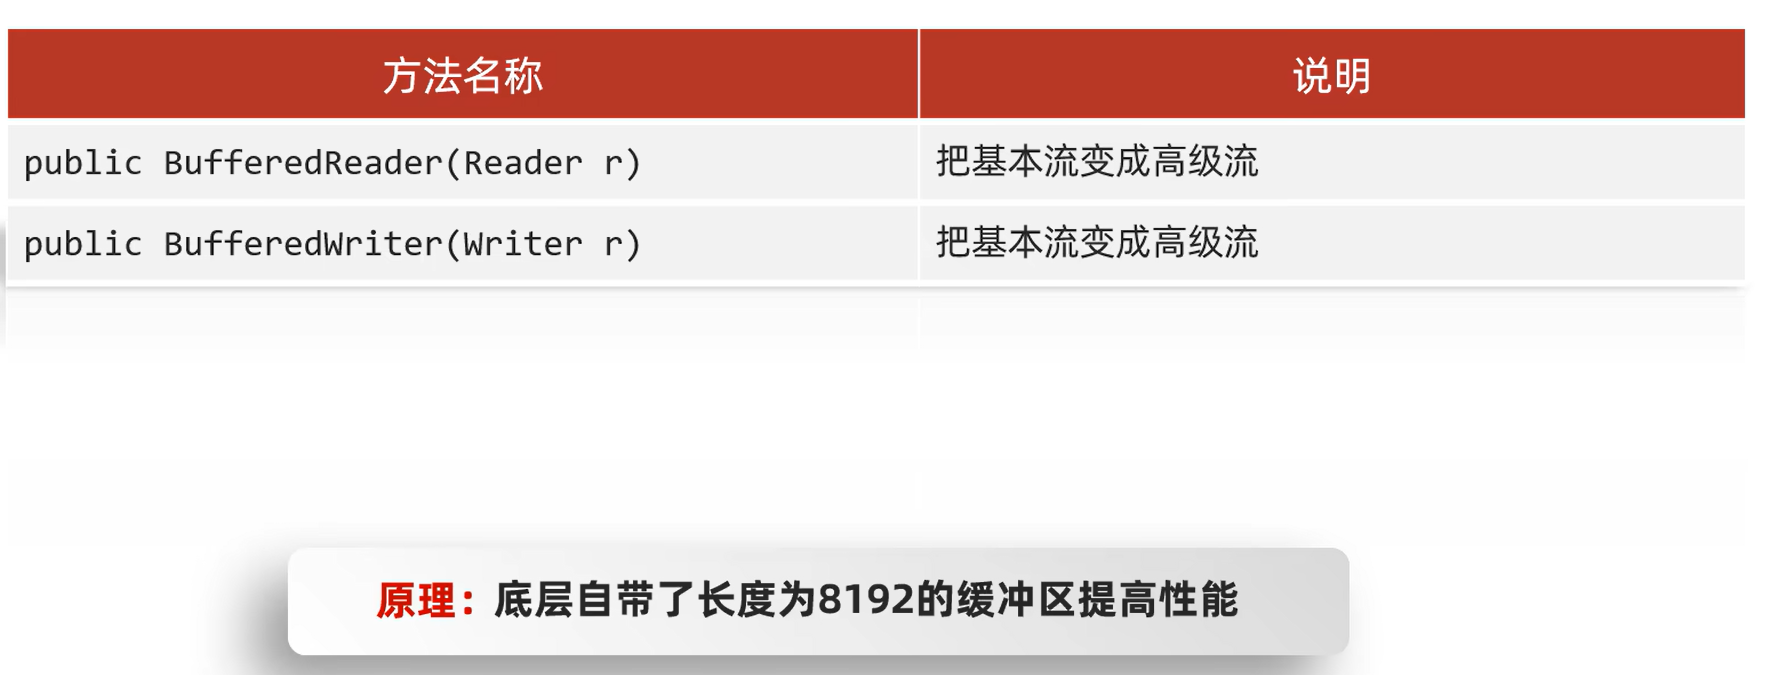 方法名称 说明
public BufferedReader(Reader r) 把基本流变成高级流
public BufferedWriter(Writer r) 把基本流变成高级流
原理：底层自带了长度为8192的缓冲区提高性能